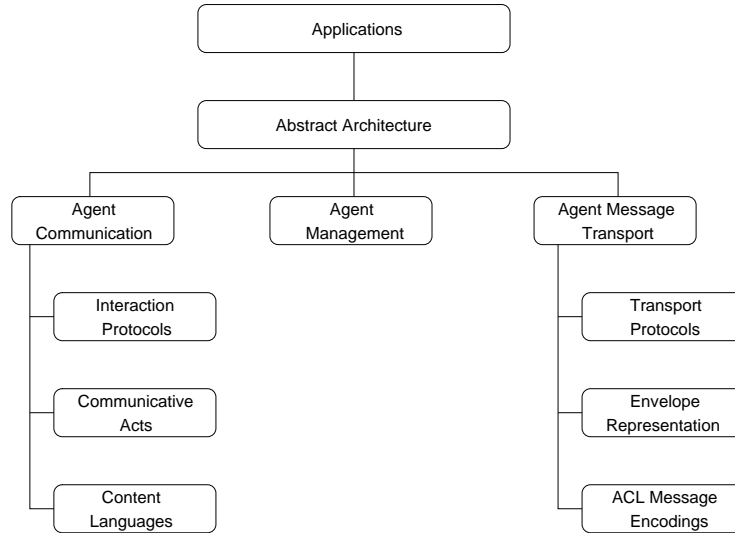 Applications
Abstract Architecture
Agent
Communication
Agent
Management
Agent Message
Transport
Interaction
Protocols
Transport
Protocols
Communicative
Acts
Envelope
Representation
Content
Languages
ACL Message
Encodings